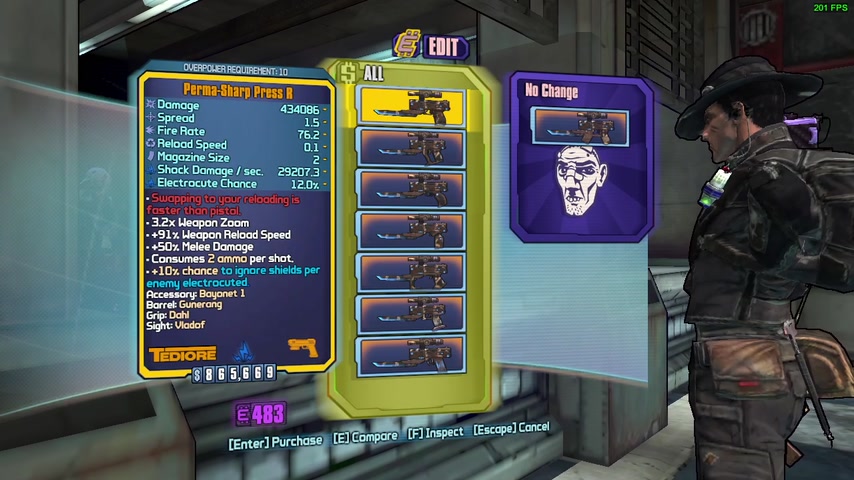 201 FPS
EDIT
OVERPOWER REQUIREMENT: 10
$ ALL
Perma-Sharp Press R
Damage 434086 -
Spread 1.5 -
Fire Rate 76.2 -
Reload Speed 0.1 -
Magazine Size 2 -
Shock Damage / sec. 29207.3 -
Electrocute Chance 12.0% -
• Swapping to your reloading is
faster than pistol.
• 3.2x Weapon Zoom
• +91% Weapon Reload Speed
• +50% Melee Damage
• Consumes 2 ammo per shot.
• +10% chance to ignore shields per
enemy electrocuted
Accessory: Bayonet 1
Barrel: Gunerang
Grip: Dahl
Sight: Vladof
TEDIORE
$865,669
No Change
483
[Enter] Purchase [E] Compare [F] Inspect [Escape] Cancel